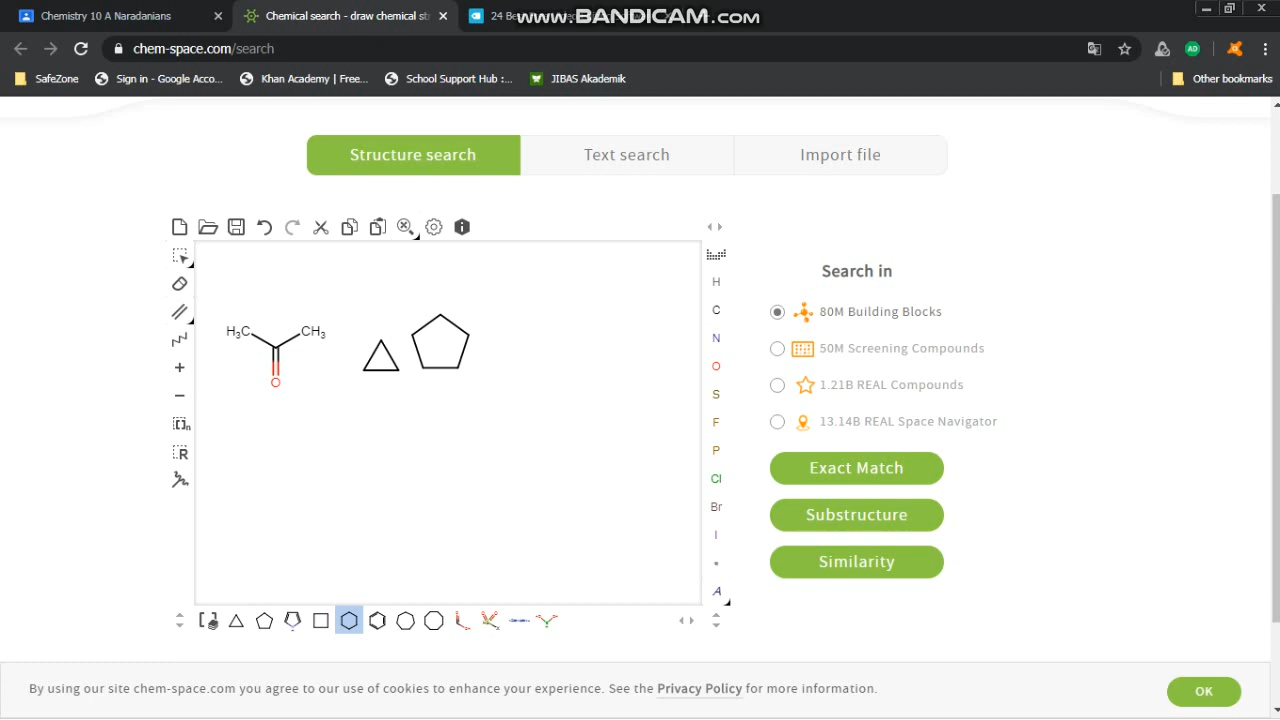 Chemistry 10 A Naradanians
Chemical search - draw chemical st
24 Be
www.BANDICAM.com
chem-space.com/search
SafeZone
Sign in - Google Acco...
Khan Academy | Free...
School Support Hub :...
JIBAS Akademik
Other bookmarks
Structure search
Text search
Import file
H
C
N
O
S
F
P
Cl
Br
I
A
[]n
R
H3C
CH3
O
Search in
80M Building Blocks
50M Screening Compounds
1.21B REAL Compounds
13.14B REAL Space Navigator
Exact Match
Substructure
Similarity
By using our site chem-space.com you agree to our use of cookies to enhance your experience. See the Privacy Policy for more information.
OK